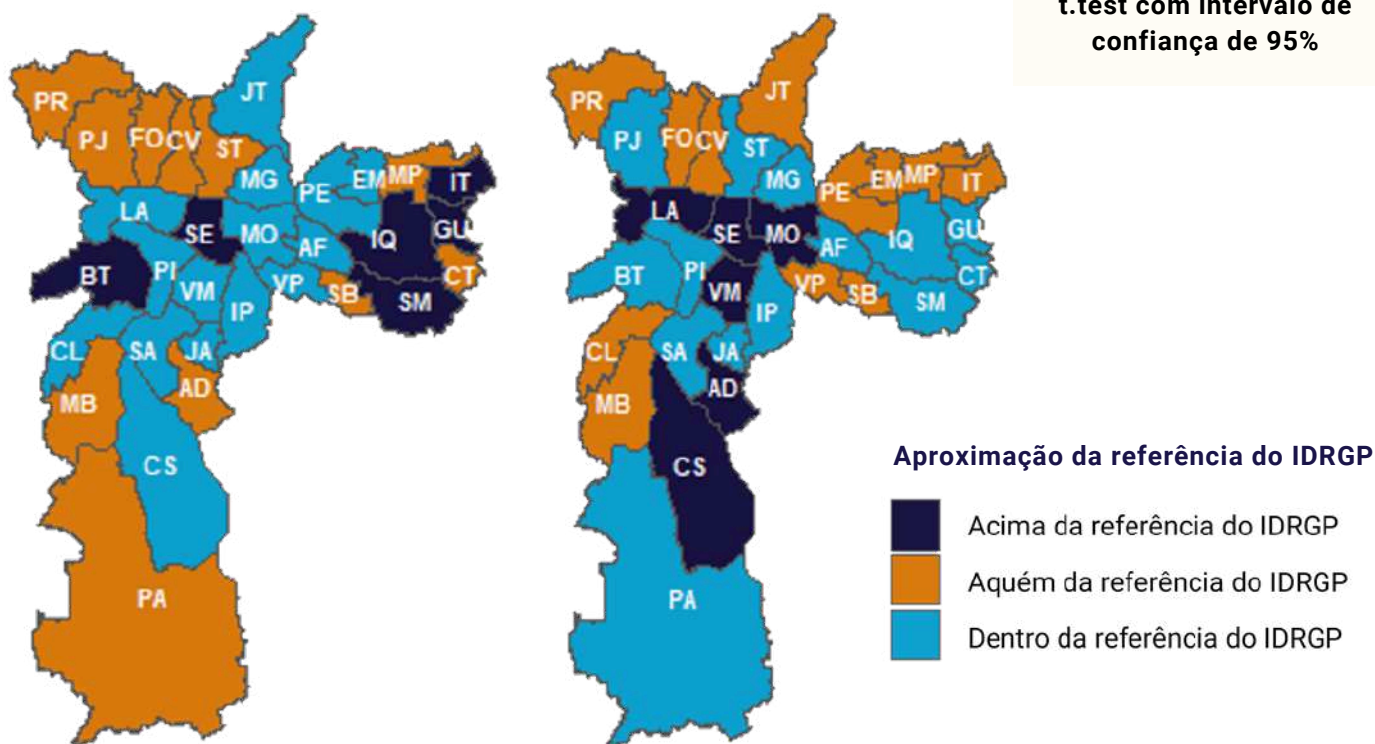 t.test com intervalo de
confiança de 95%
JT
PR
PJ
FO
CV
ST
MG
PE
EM
MP
IT
LA
SE
MO
AF
IQ
GU
BT
PI
VM
IP
VP
SB
CT
SM
CL
SA
JA
AD
MB
CS
PA
JT
PR
PJ
FO
CV
ST
MG
PE
EM
MP
IT
LA
SE
MO
AF
IQ
GU
BT
PI
VM
IP
VP
SB
CT
SM
CL
SA
JA
AD
MB
CS
PA
Aproximação da referência do IDRGP
Acima da referência do IDRGP
Aquém da referência do IDRGP
Dentro da referência do IDRGP